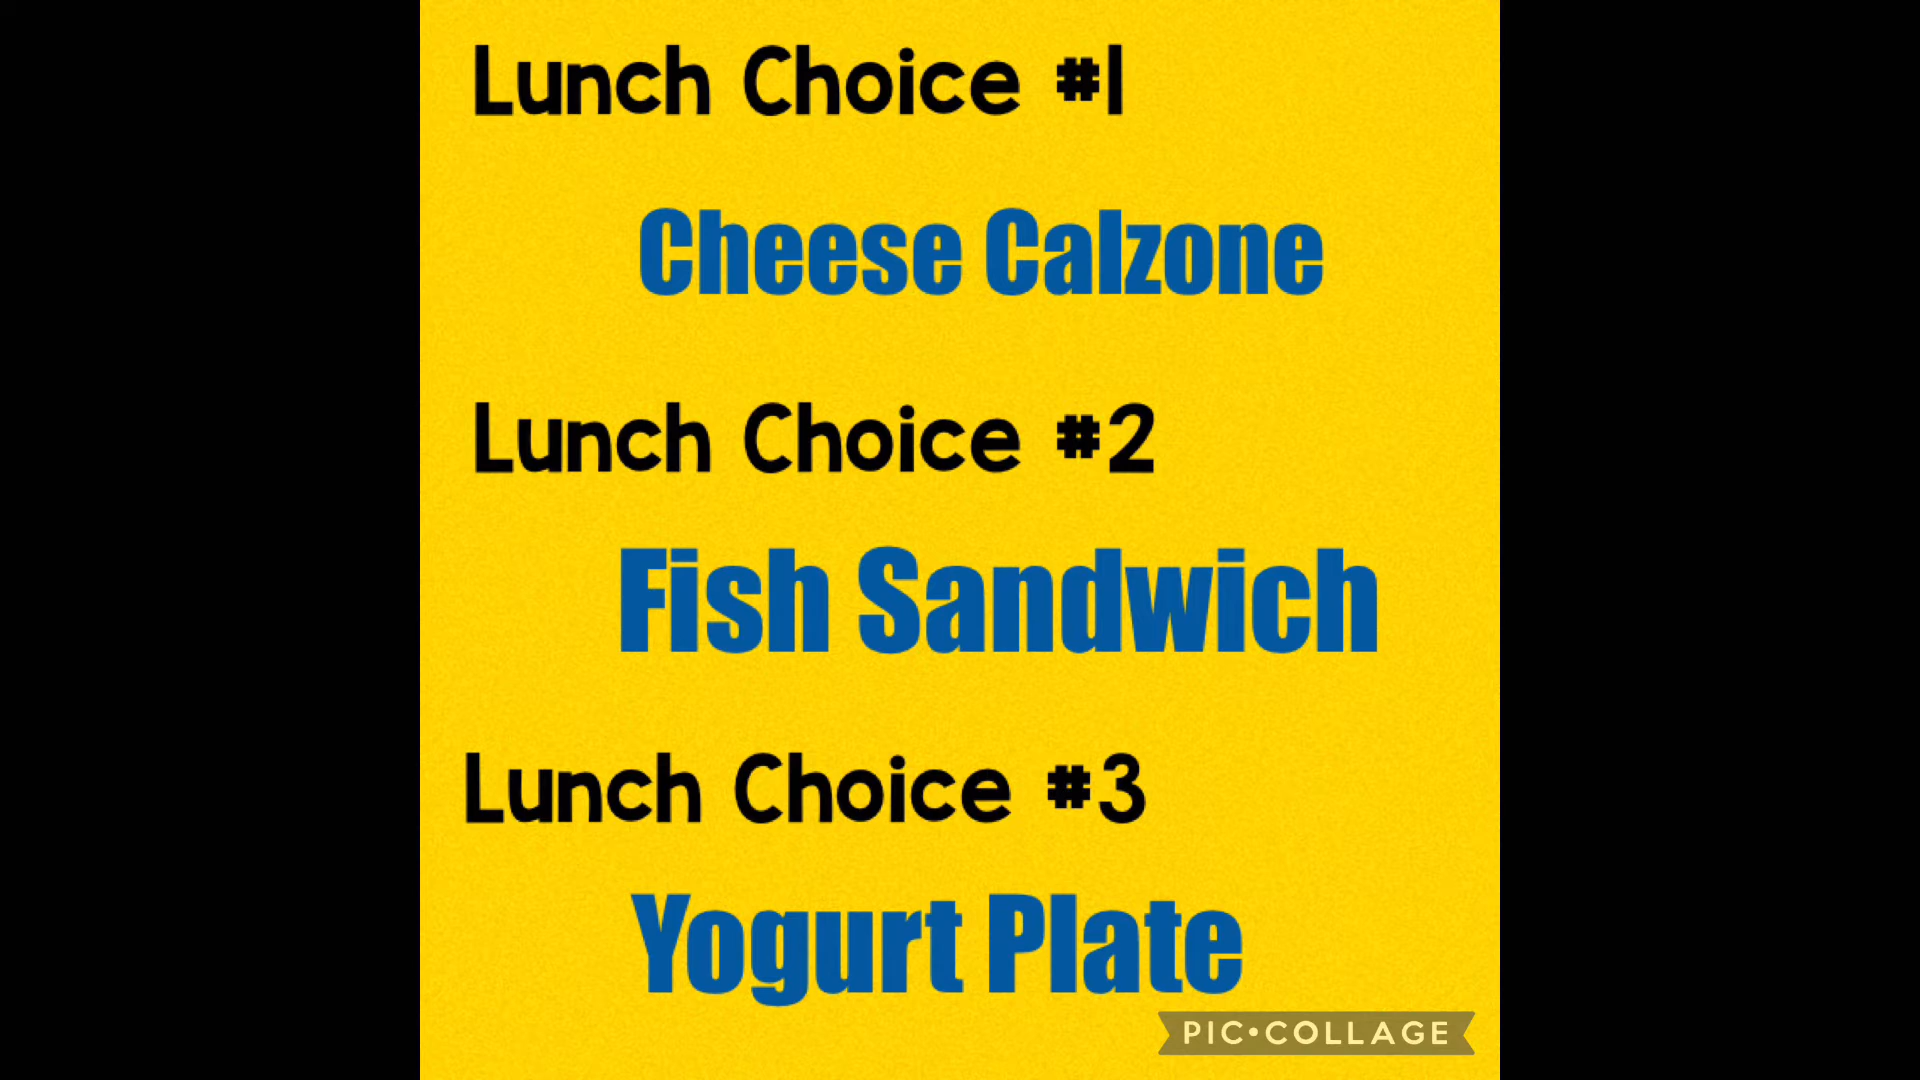 Lunch Choice #1
Cheese Calzone
Lunch Choice #2
Fish Sandwich
Lunch Choice #3
Yogurt Plate
PIC•COLLAGE